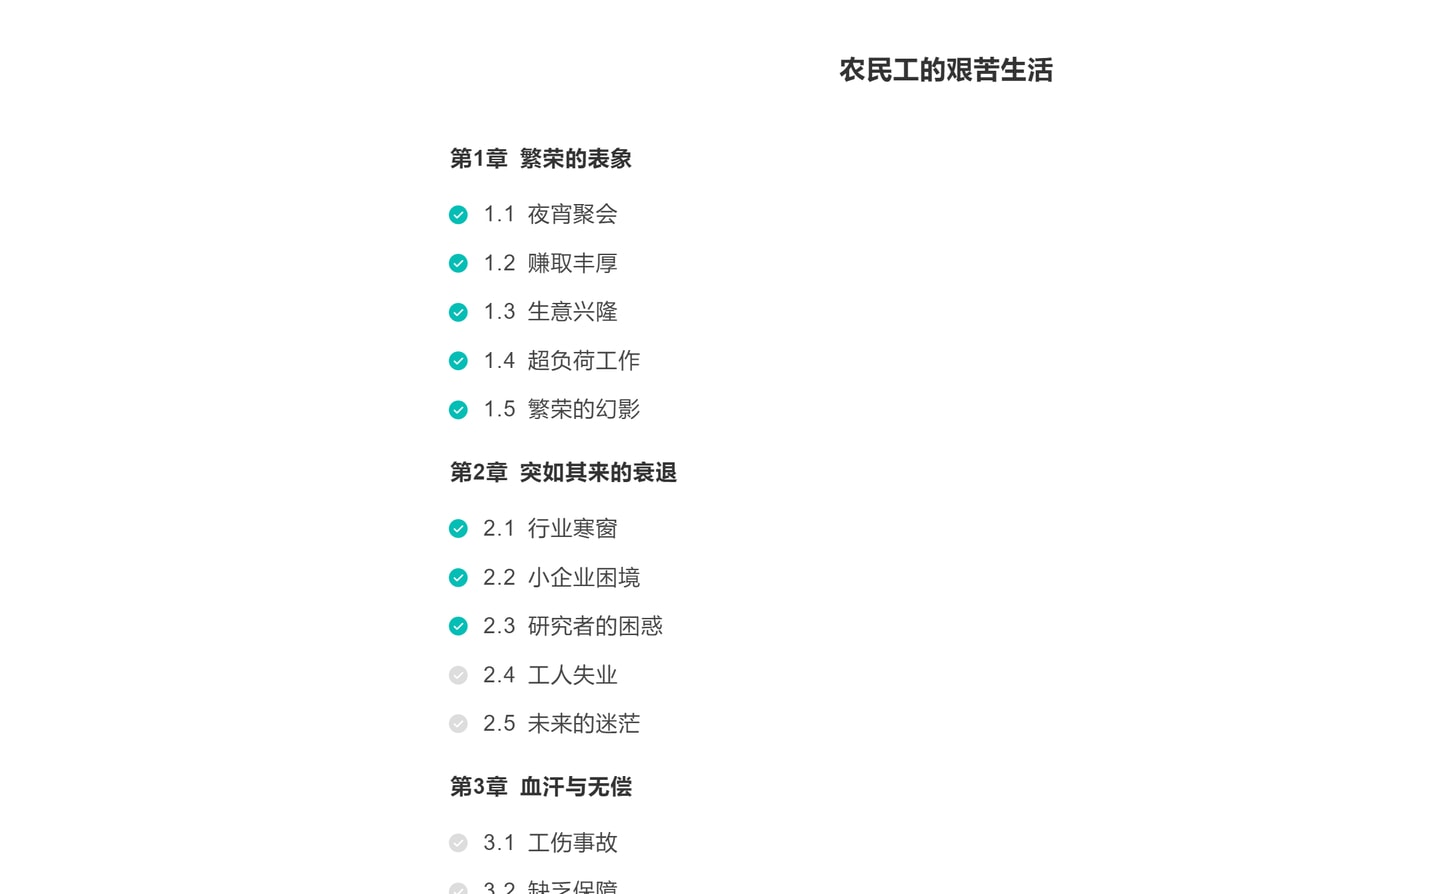 农民工的艰苦生活
第1章 繁荣的表象
1.1 夜宵聚会
1.2 赚取丰厚
1.3 生意兴隆
1.4 超负荷工作
1.5 繁荣的幻影
第2章 突如其来的衰退
2.1 行业寒窗
2.2 小企业困境
2.3 研究者的困惑
2.4 工人失业
2.5 未来的迷茫
第3章 血汗与无偿
3.1 工伤事故
3.2 缺乏保障